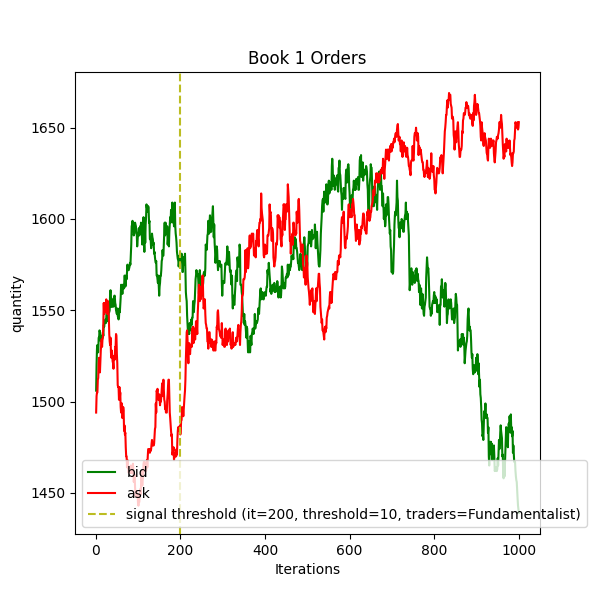 Book 1 Orders
quantity
1650
1600
1550
1500
1450
bid
ask
signal threshold (it=200, threshold=10, traders=Fundamentalist)
0 200 400 600 800 1000
Iterations